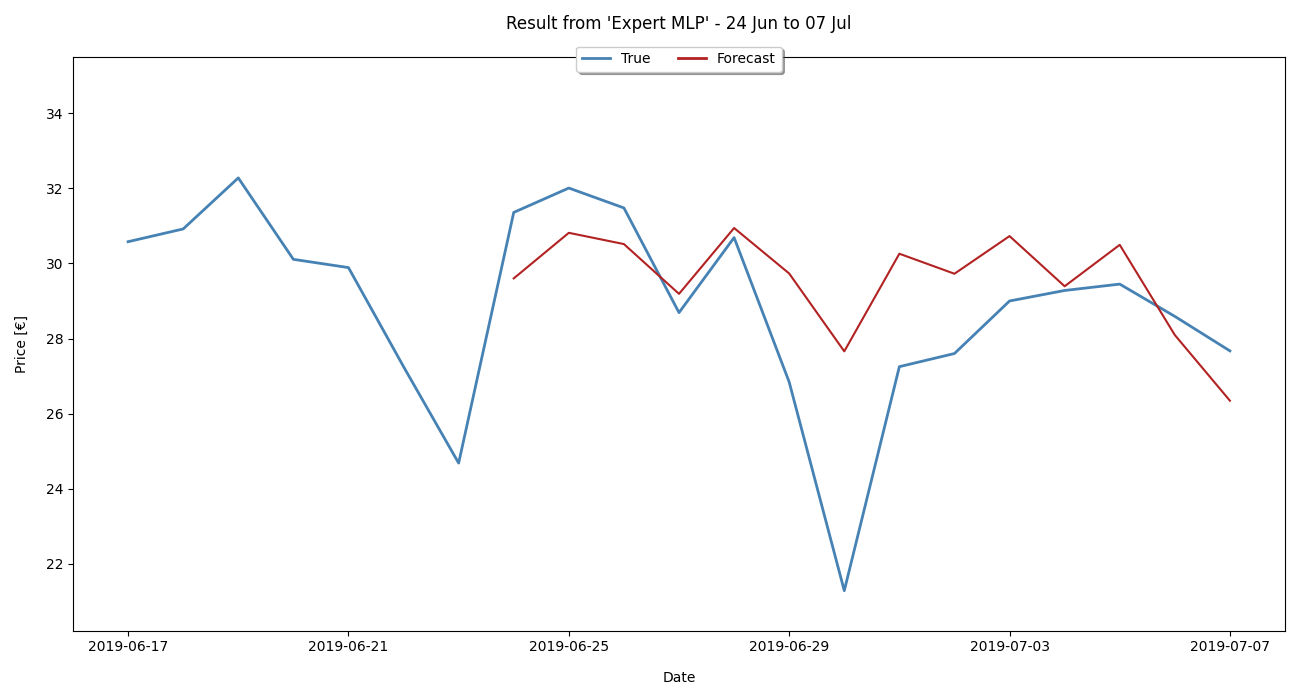 Result from 'Expert MLP' - 24 Jun to 07 Jul
True
Forecast
34
32
30
28
26
24
22
Price [€]
2019-06-17
2019-06-21
2019-06-25
2019-06-29
2019-07-03
2019-07-07
Date